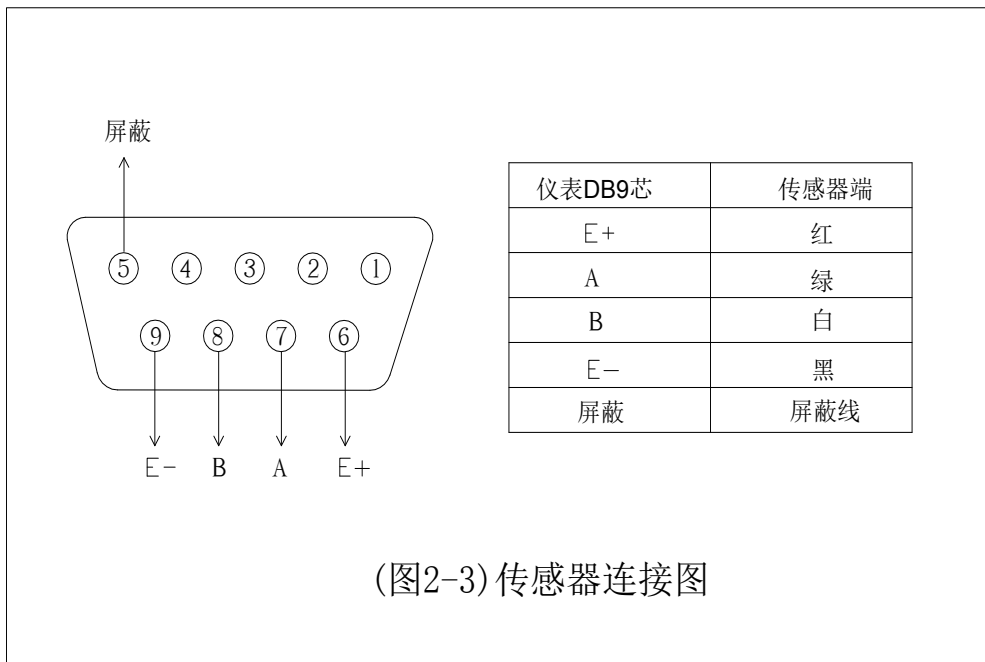 屏蔽
⑤ ④ ③ ② ①
⑨ ⑧ ⑦ ⑥
E- B A E+
仪表DB9芯 传感器端
E+ 红
A 绿
B 白
E- 黑
屏蔽 屏蔽线
(图2-3)传感器连接图